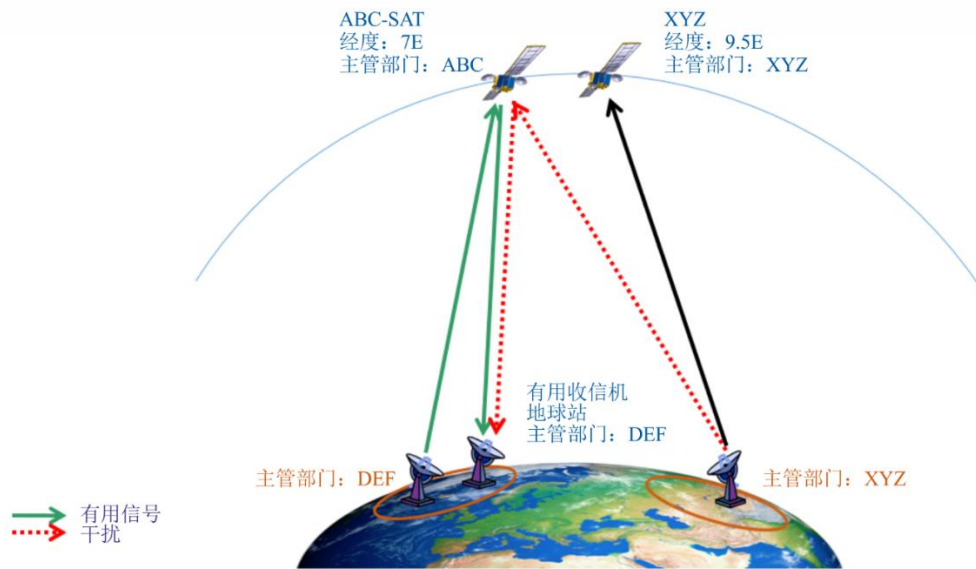 ABC-SAT
经度：7E
主管部门：ABC
XYZ
经度：9.5E
主管部门：XYZ
有用收信机
地球站
主管部门：DEF
主管部门：DEF
主管部门：XYZ
有用信号
干扰